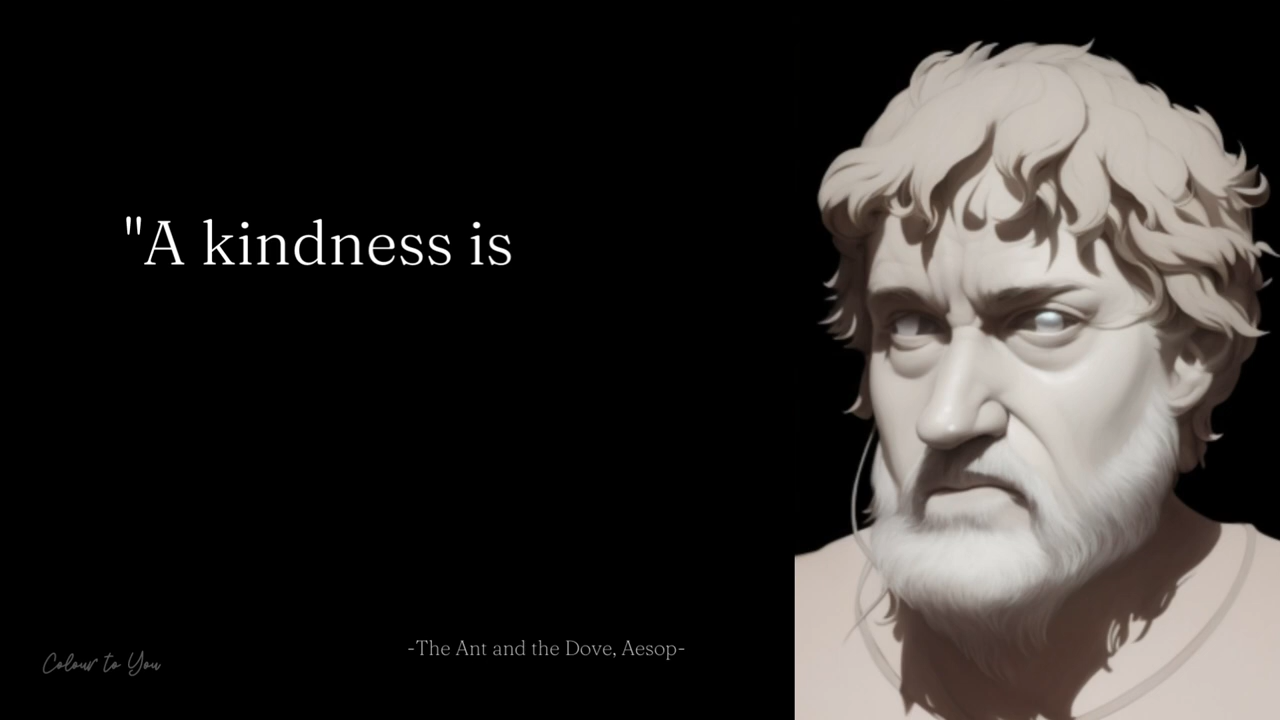 "A kindness is
-The Ant and the Dove, Aesop-
Colour to You